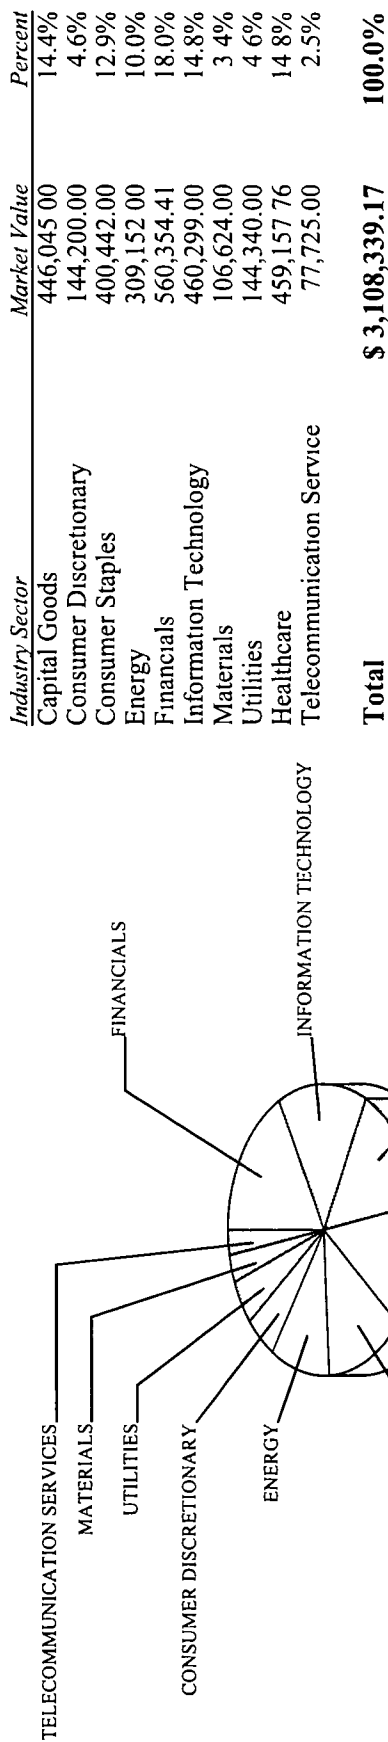 TELECOMMUNICATION SERVICES
MATERIALS
UTILITIES
CONSUMER DISCRETIONARY
ENERGY
FINANCIALS
INFORMATION TECHNOLOGY
Industry Sector Market Value Percent
Capital Goods 446,045 00 14.4%
Consumer Discretionary 144,200.00 4.6%
Consumer Staples 400,442.00 12.9%
Energy 309,152 00 10.0%
Financials 560,354.41 18.0%
Information Technology 460,299.00 14.8%
Materials 106,624.00 3 4%
Utilities 144,340.00 4 6%
Healthcare 459,157 76 14 8%
Telecommunication Service 77,725.00 2.5%
Total $ 3,108,339.17 100.0%